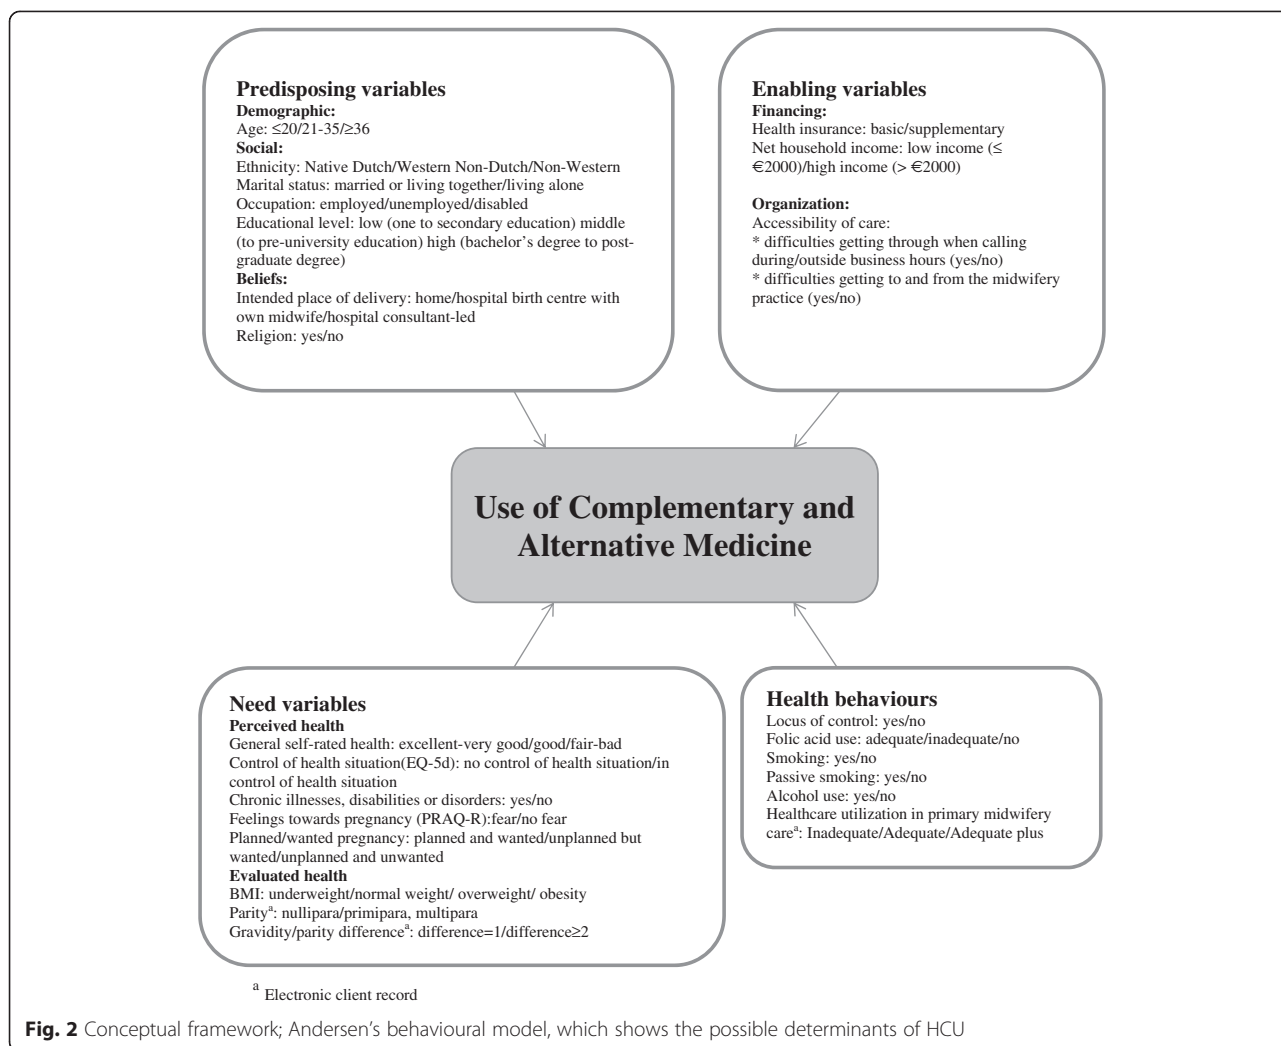 Predisposing variables
Demographic:
Age: ≤20/21-35/≥36
Social:
Ethnicity: Native Dutch/Western Non-Dutch/Non-Western
Marital status: married or living together/living alone
Occupation: employed/unemployed/disabled
Educational level: low (one to secondary education) middle
(to pre-university education) high (bachelor's degree to post-
graduate degree)
Beliefs:
Intended place of delivery: home/hospital birth centre with
own midwife/hospital consultant-led
Religion: yes/no
Enabling variables
Financing:
Health insurance: basic/supplementary
Net household income: low income (≤
€2000)/high income (> €2000)
Organization:
Accessibility of care:
* difficulties getting through when calling
during/outside business hours (yes/no)
* difficulties getting to and from the midwifery
practice (yes/no)
Use of Complementary and
Alternative Medicine
Need variables
Perceived health
General self-rated health: excellent-very good/good/fair-bad
Control of health situation(EQ-5d): no control of health situation/in
control of health situation
Chronic illnesses, disabilities or disorders: yes/no
Feelings towards pregnancy (PRAQ-R):fear/no fear
Planned/wanted pregnancy: planned and wanted/unplanned but
wanted/unplanned and unwanted
Evaluated health
BMI: underweight/normal weight/ overweight/ obesity
Parityᵃ: nullipara/primipara, multipara
Gravidity/parity differenceᵃ: difference=1/difference≥2
Health behaviours
Locus of control: yes/no
Folic acid use: adequate/inadequate/no
Smoking: yes/no
Passive smoking: yes/no
Alcohol use: yes/no
Healthcare utilization in primary midwifery
careᵃ: Inadequate/Adequate/Adequate plus
ᵃ Electronic client record
Fig. 2 Conceptual framework; Andersen's behavioural model, which shows the possible determinants of HCU